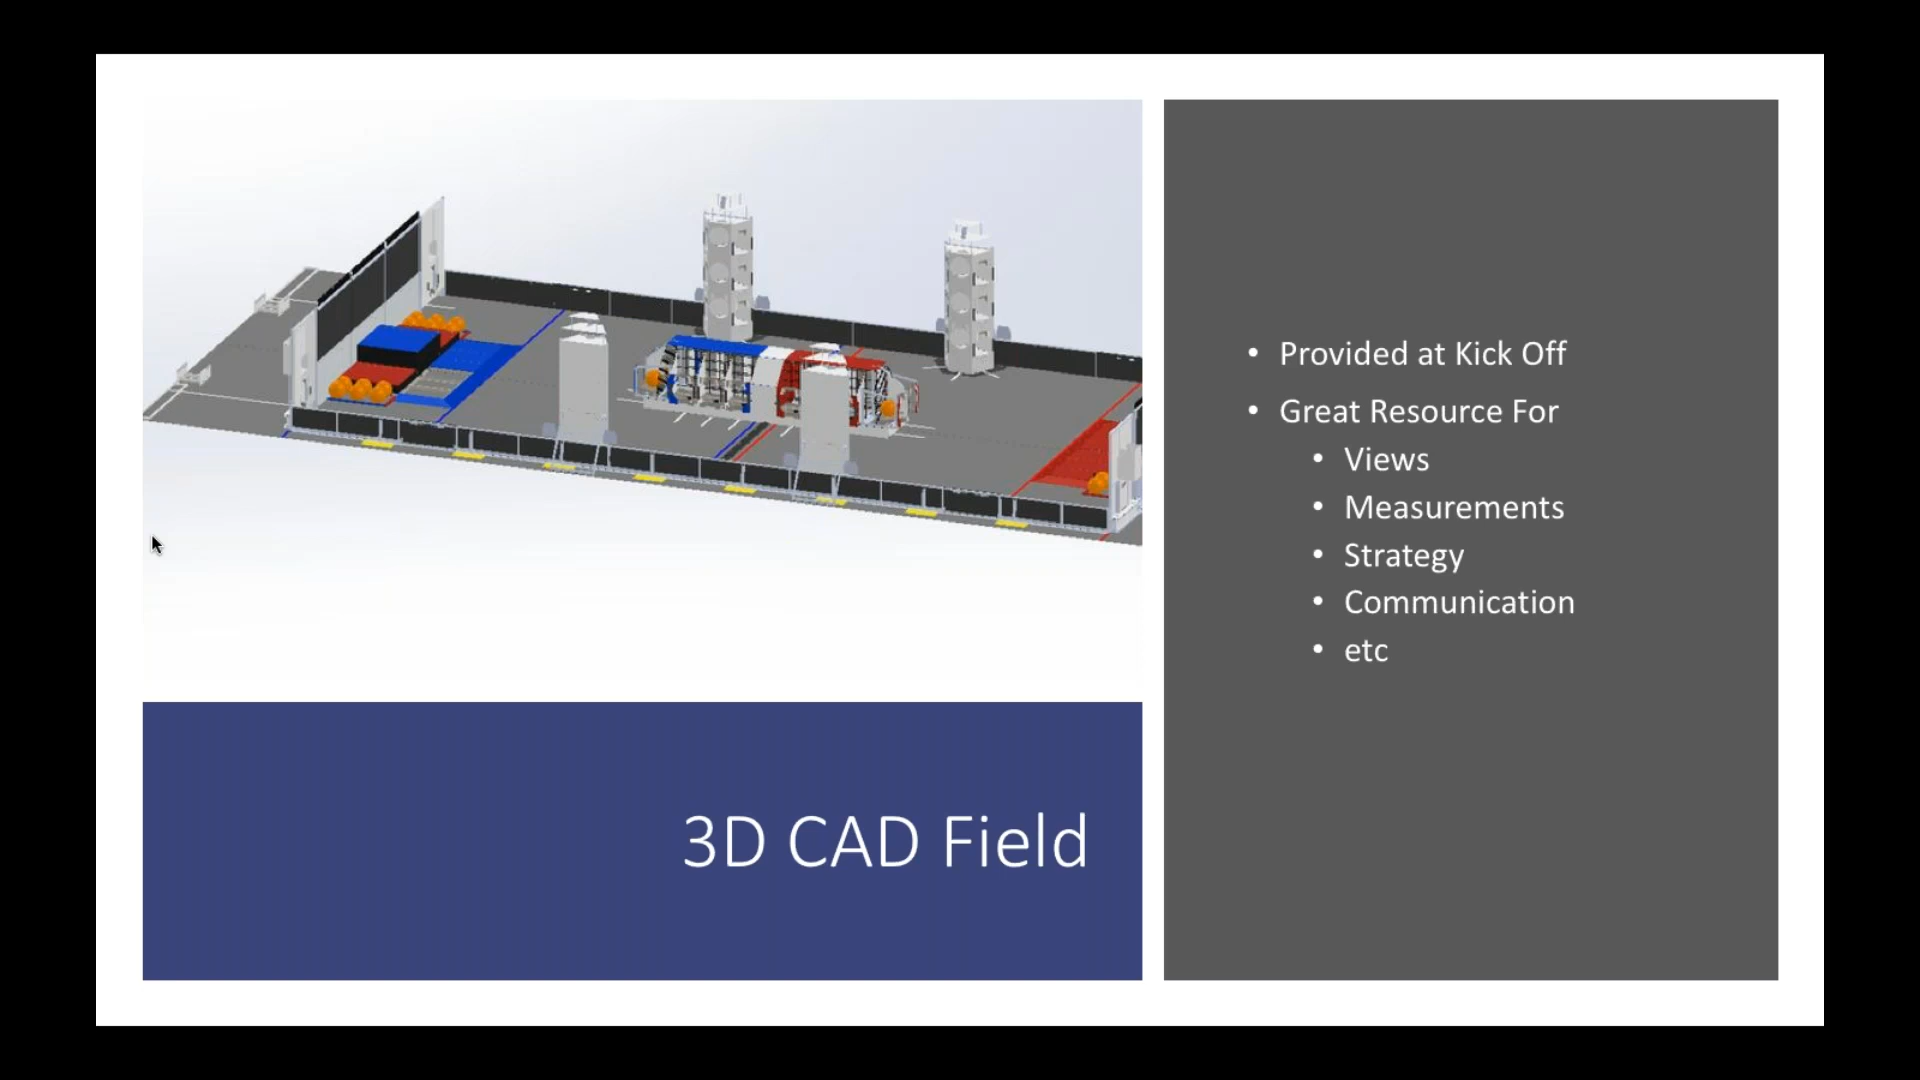 • Provided at Kick Off
• Great Resource For
• Views
• Measurements
• Strategy
• Communication
• etc
3D CAD Field